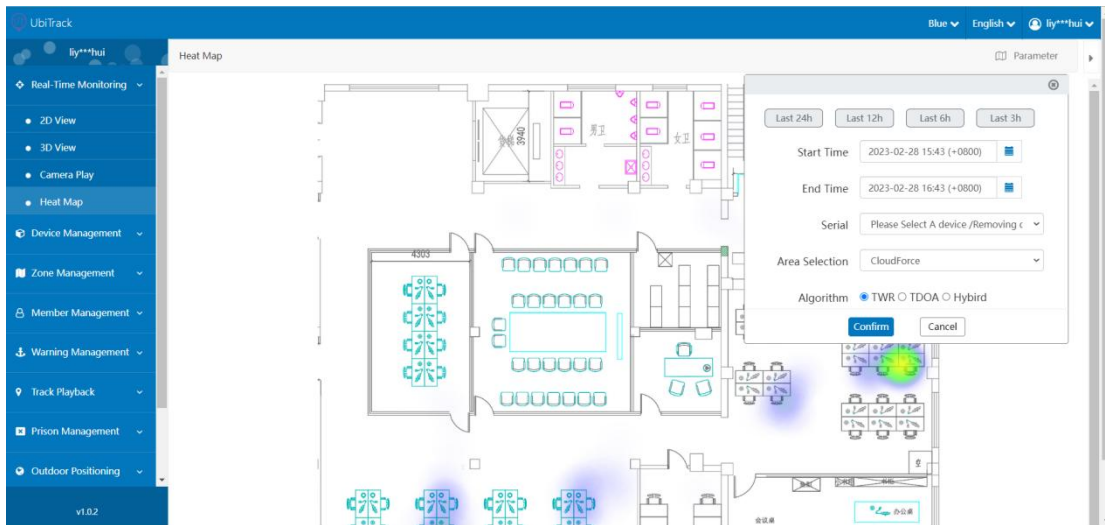 UbiTrack
Blue English liy***hui
liy***hui
Heat Map
Parameter
Real-Time Monitoring
2D View
3D View
Camera Play
Heat Map
Device Management
Zone Management
Member Management
Warning Management
Track Playback
Prison Management
Outdoor Positioning
v1.0.2
Last 24h Last 12h Last 6h Last 3h
Start Time 2023-02-28 15:43 (+0800)
End Time 2023-02-28 16:43 (+0800)
Serial Please Select A device /Removing c
Area Selection CloudForce
Algorithm TWR TDOA Hybird
Confirm Cancel
3940
男卫
女卫
4303
空
会议桌
办公桌